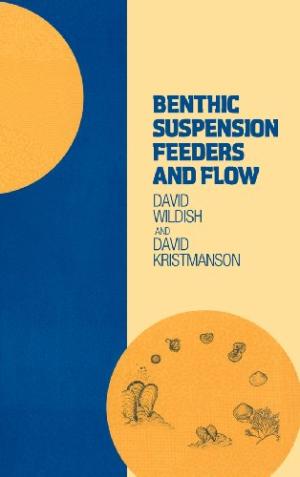 BENTHIC
SUSPENSION
FEEDERS
AND FLOW
DAVID
WILDISH
AND
DAVID
KRISTMANSON